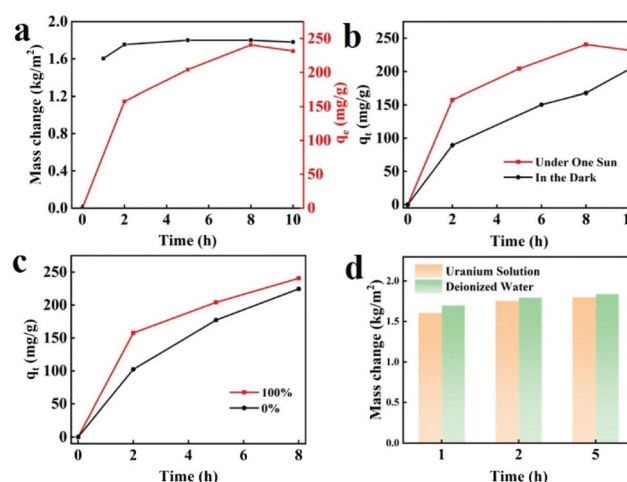 a
Mass change (kg/m²)
2.0
1.6
1.2
0.8
0.4
0.0
0
2
4
6
8
10
Time (h)
250
200
150
100
50
0
qe (mg/g)
b
qt (mg/g)
250
200
150
100
50
0
0
2
4
6
8
Under One Sun
In the Dark
Time (h)
c
qt (mg/g)
250
200
150
100
50
0
0
2
4
6
8
100%
0%
Time (h)
d
Mass change (kg/m²)
2.0
1.5
1.0
0.5
0.0
Uranium Solution
Deionized Water
1
2
5
Time (h)